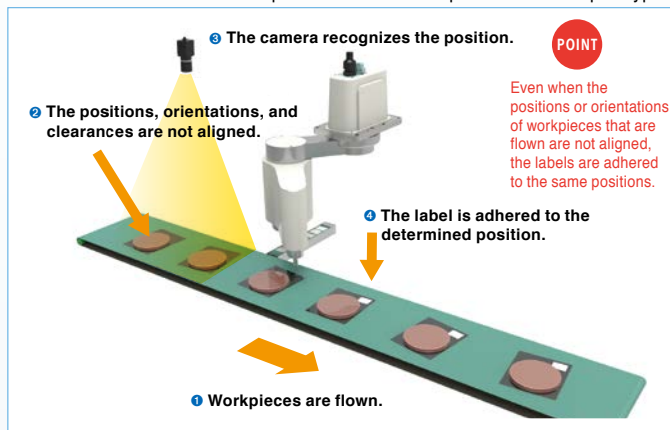 ❸ The camera recognizes the position.
POINT
Even when the
positions or orientations
of workpieces that are
flown are not aligned,
the labels are adhered
to the same positions.
❷ The positions, orientations, and
clearances are not aligned.
❹ The label is adhered to the
determined position.
❶ Workpieces are flown.